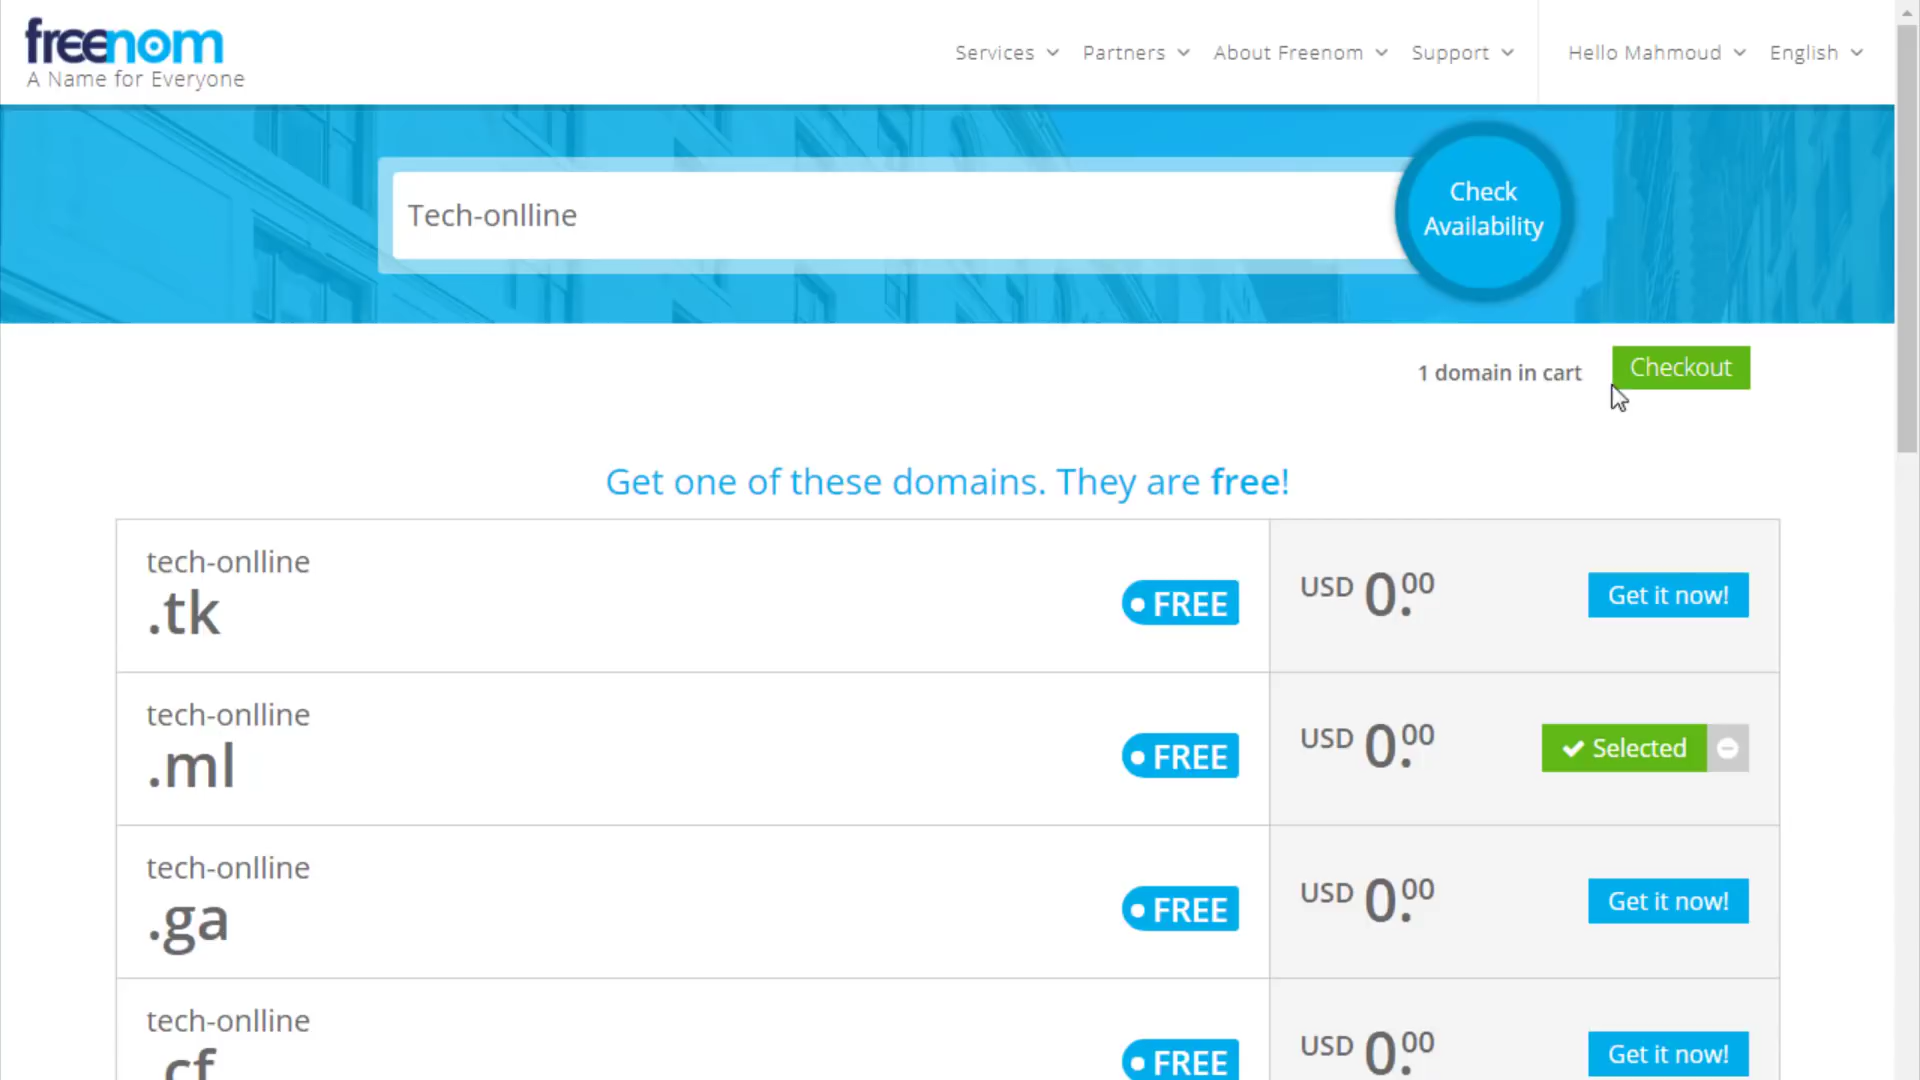 freenom
A Name for Everyone
Services
Partners
About Freenom
Support
Hello Mahmoud
English
Tech-onlline
Check
Availability
1 domain in cart
Checkout
Get one of these domains. They are free!
tech-onlline
.tk
FREE
USD 0.00
Get it now!
tech-onlline
.ml
FREE
USD 0.00
Selected
tech-onlline
.ga
FREE
USD 0.00
Get it now!
tech-onlline
.cf
FREE
USD 0.00
Get it now!